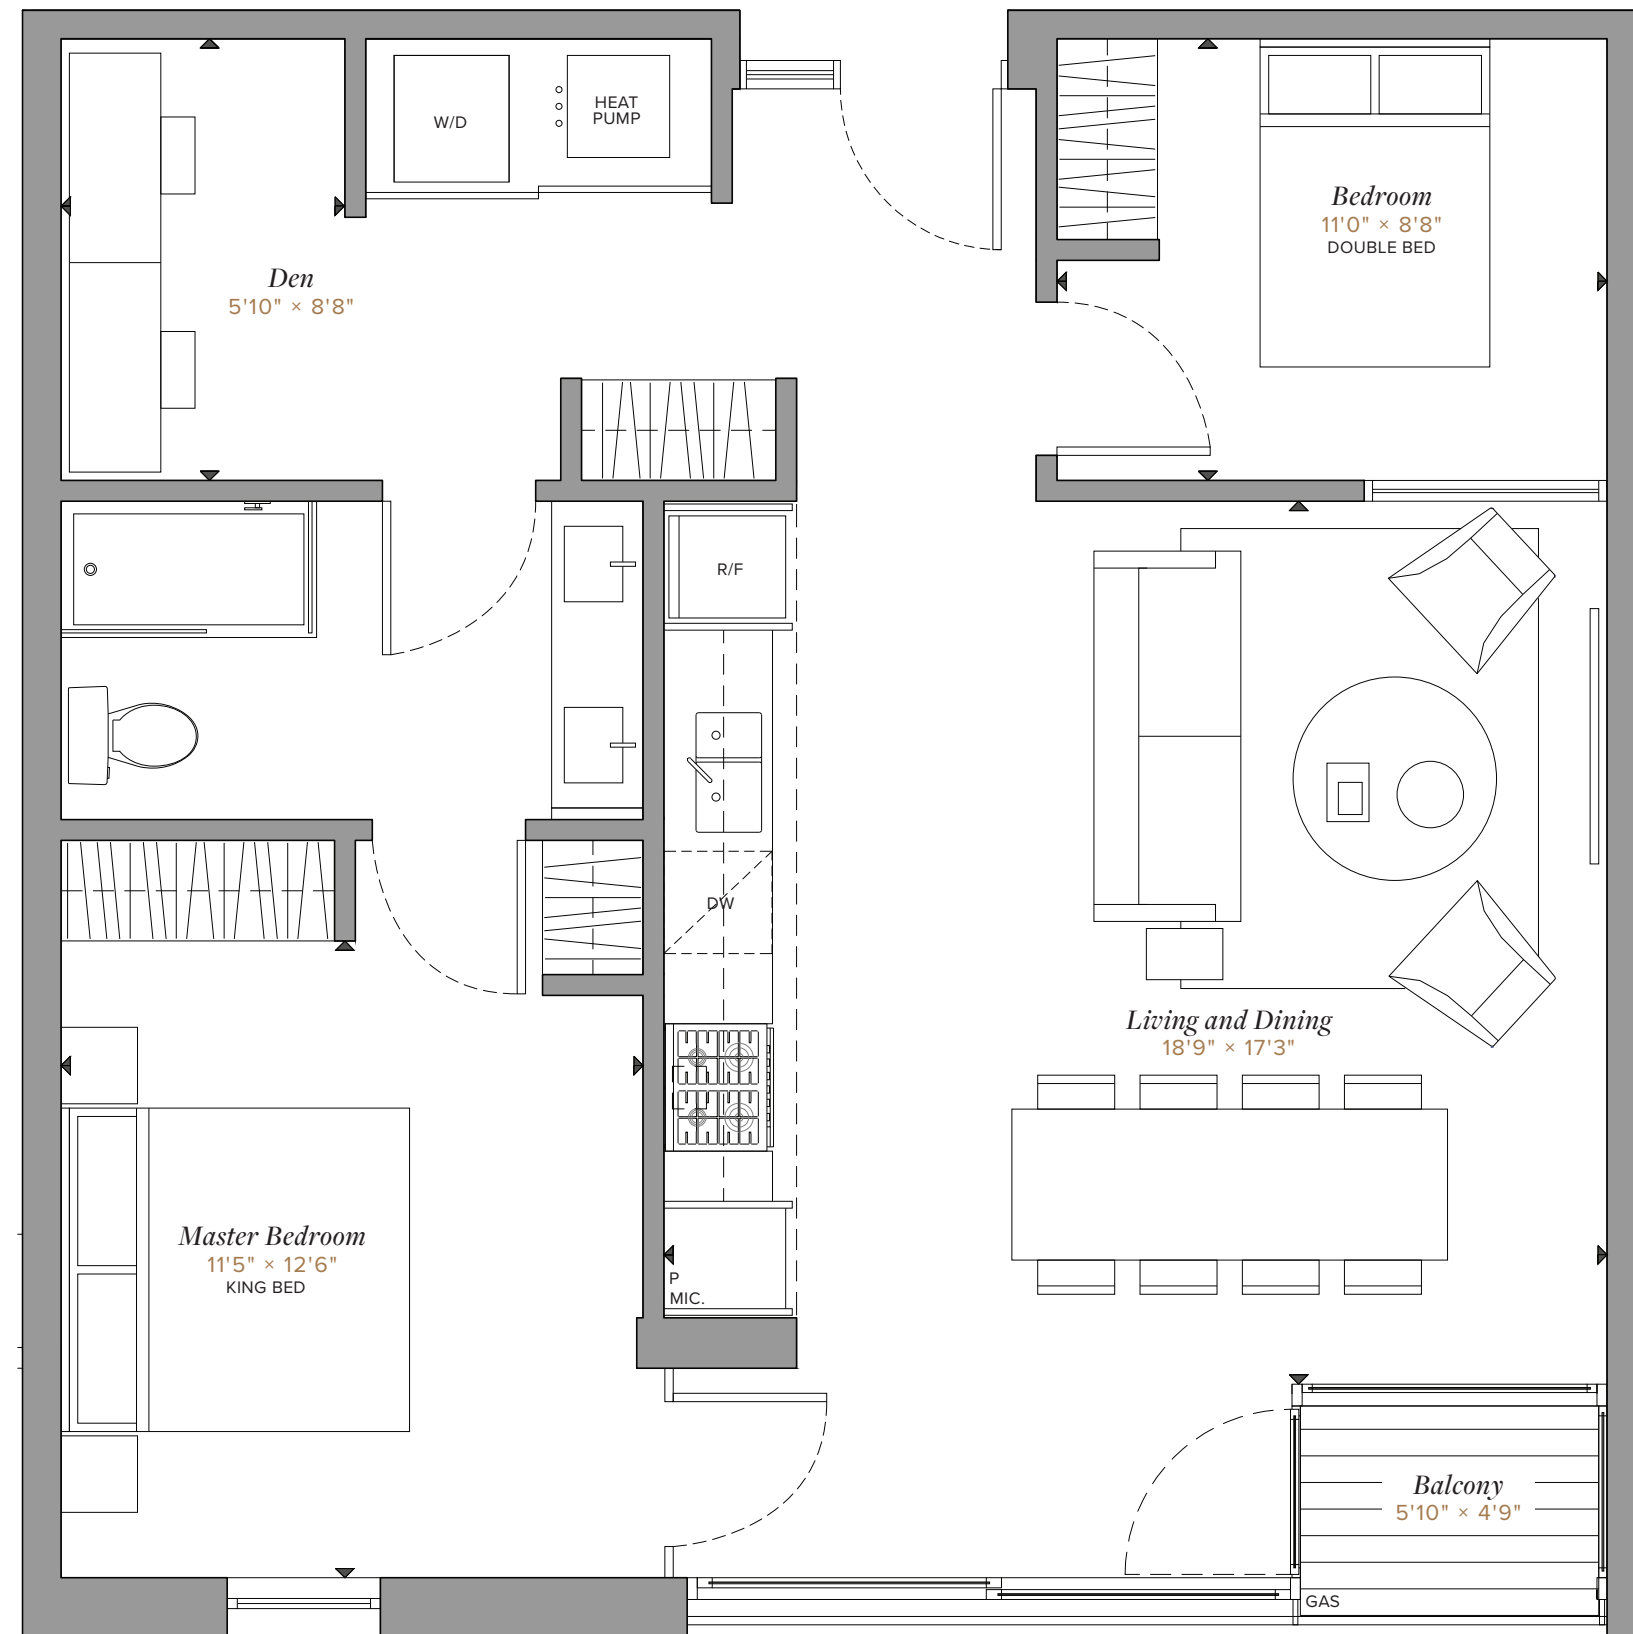 W/D
HEAT
PUMP
Bedroom
11'0" × 8'8"
DOUBLE BED
Den
5'10" × 8'8"
R/F
DW
Living and Dining
18'9" × 17'3"
Master Bedroom
11'5" × 12'6"
KING BED
P
MIC.
Balcony
5'10" × 4'9"
GAS